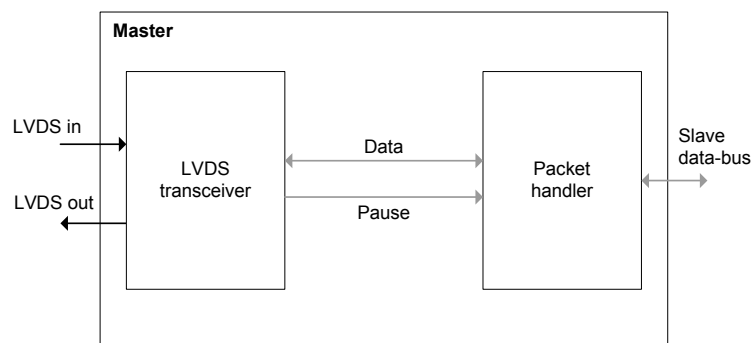 Master
LVDS in
LVDS out
LVDS
transceiver
Data
Pause
Packet
handler
Slave
data-bus